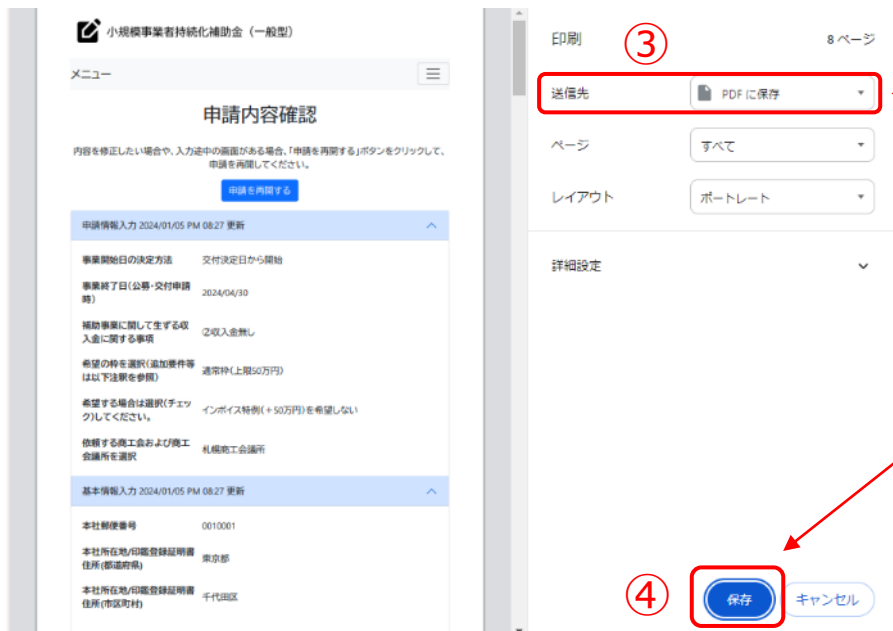 小規模事業者持続化補助金（一般型）
メニュー
申請内容確認
内容を修正したい場合や、入力途中の画面がある場合、「申請を再開する」ボタンをクリックして、
申請を再開してください。
申請を再開する
申請情報入力 2024/01/05 PM 08:27 更新
事業開始日の決定方法 交付決定日から開始
事業終了日(公募・交付申請
時) 2024/04/30
補助事業に関して生ずる収
入金に関する事項 ②収入金無し
希望の枠を選択(追加要件等
は以下注釈を参照) 通常枠(上限50万円)
希望する場合は選択(チェッ
ク)してください。 インボイス特例(+50万円)を希望しない
依頼する商工会および商工
会議所を選択 札幌商工会議所
基本情報入力 2024/01/05 PM 08:27 更新
本社郵便番号 0010001
本社所在地/印鑑登録証明書
住所(都道府県) 東京都
本社所在地/印鑑登録証明書
住所(市区町村) 千代田区
印刷 ③ 8 ページ
送信先 PDF に保存
ページ すべて
レイアウト ポートレート
詳細設定
④ 保存 キャンセル